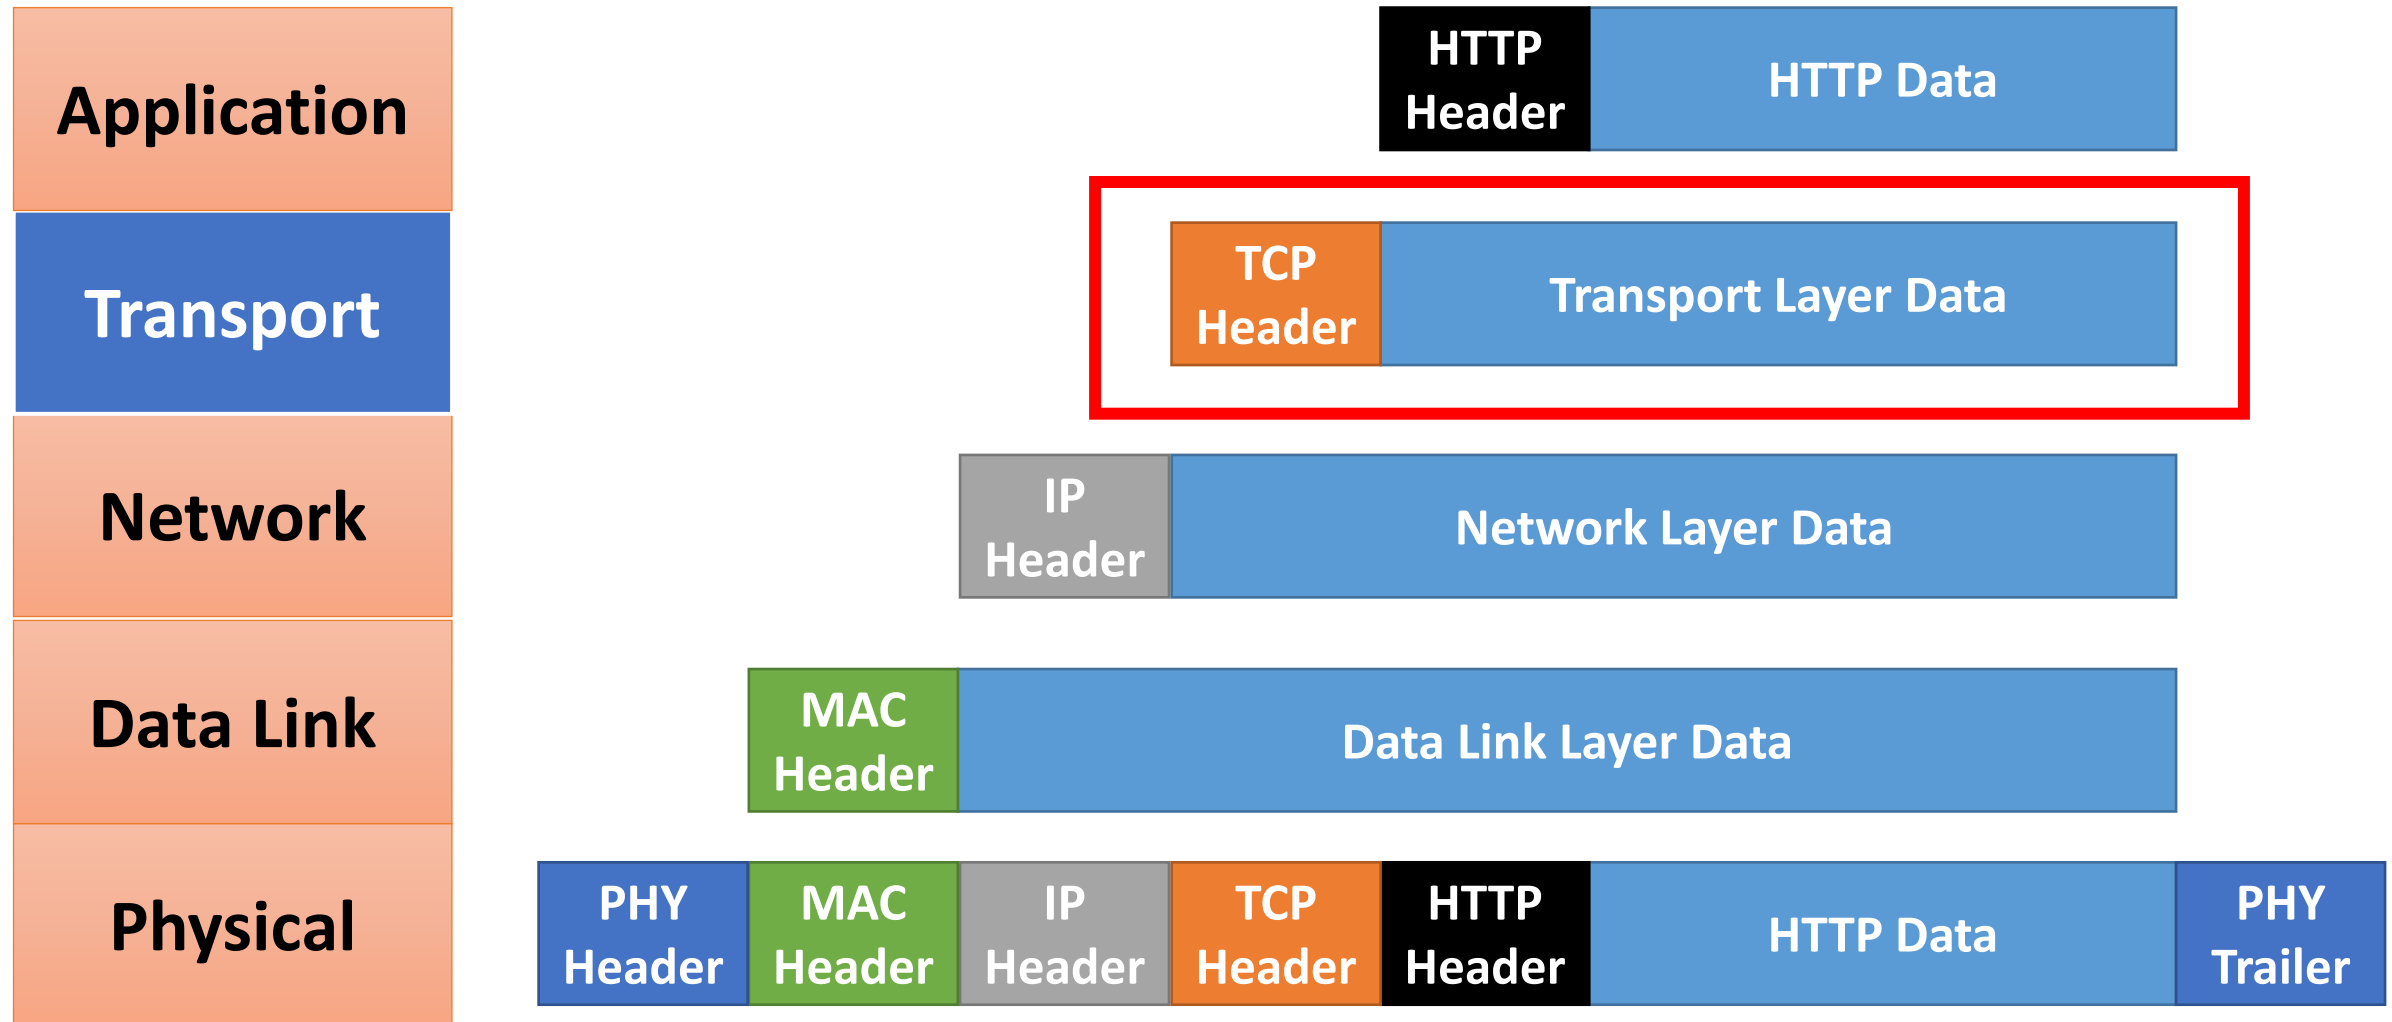 Application
HTTP
Header
HTTP Data
Transport
TCP
Header
Transport Layer Data
Network
IP
Header
Network Layer Data
Data Link
MAC
Header
Data Link Layer Data
Physical
PHY
Header
MAC
Header
IP
Header
TCP
Header
HTTP
Header
HTTP Data
PHY
Trailer